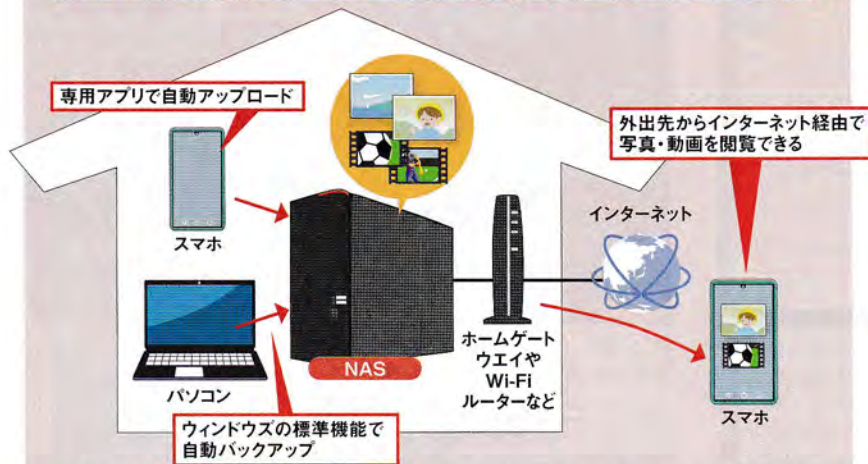 専用アプリで自動アップロード
スマホ
パソコン
ウィンドウズの標準機能で
自動バックアップ
NAS
ホームゲート
ウエイや
Wi-Fi
ルーターなど
インターネット
外出先からインターネット経由で
写真・動画を閲覧できる
スマホ